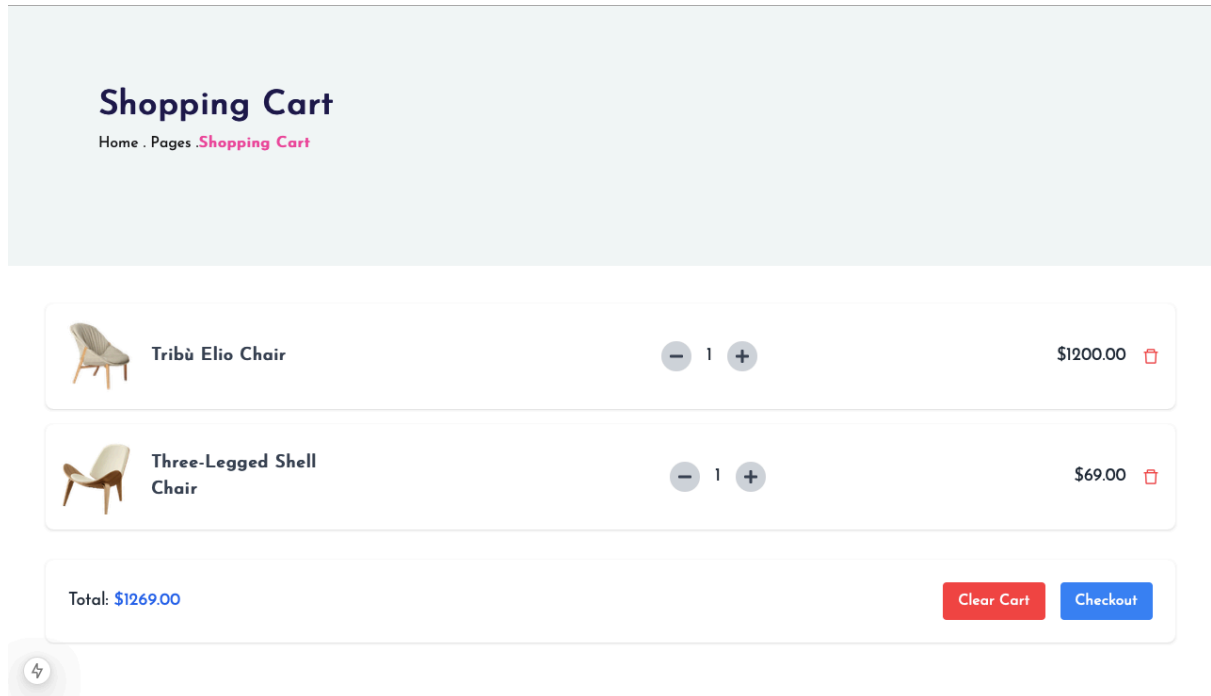 Shopping Cart
Home . Pages .Shopping Cart
Tribù Elio Chair
1
$1200.00
Three-Legged Shell
Chair
1
$69.00
Total: $1269.00
Clear Cart
Checkout